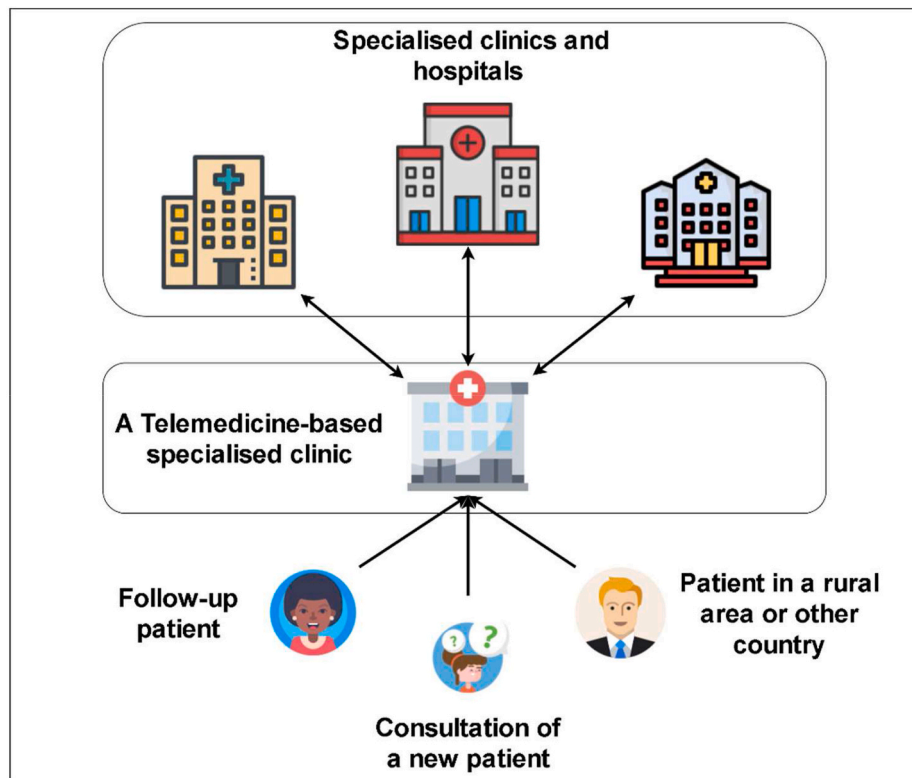 Specialised clinics and
hospitals
A Telemedicine-based
specialised clinic
Follow-up
patient
Patient in a rural
area or other
country
? ?
Consultation of
a new patient